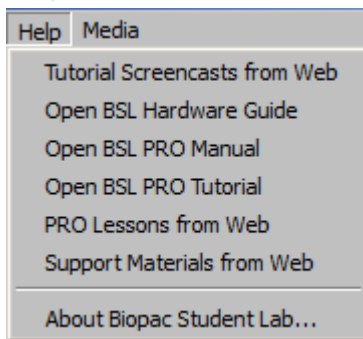 Help Media
Tutorial Screencasts from Web
Open BSL Hardware Guide
Open BSL PRO Manual
Open BSL PRO Tutorial
PRO Lessons from Web
Support Materials from Web
About Biopac Student Lab...